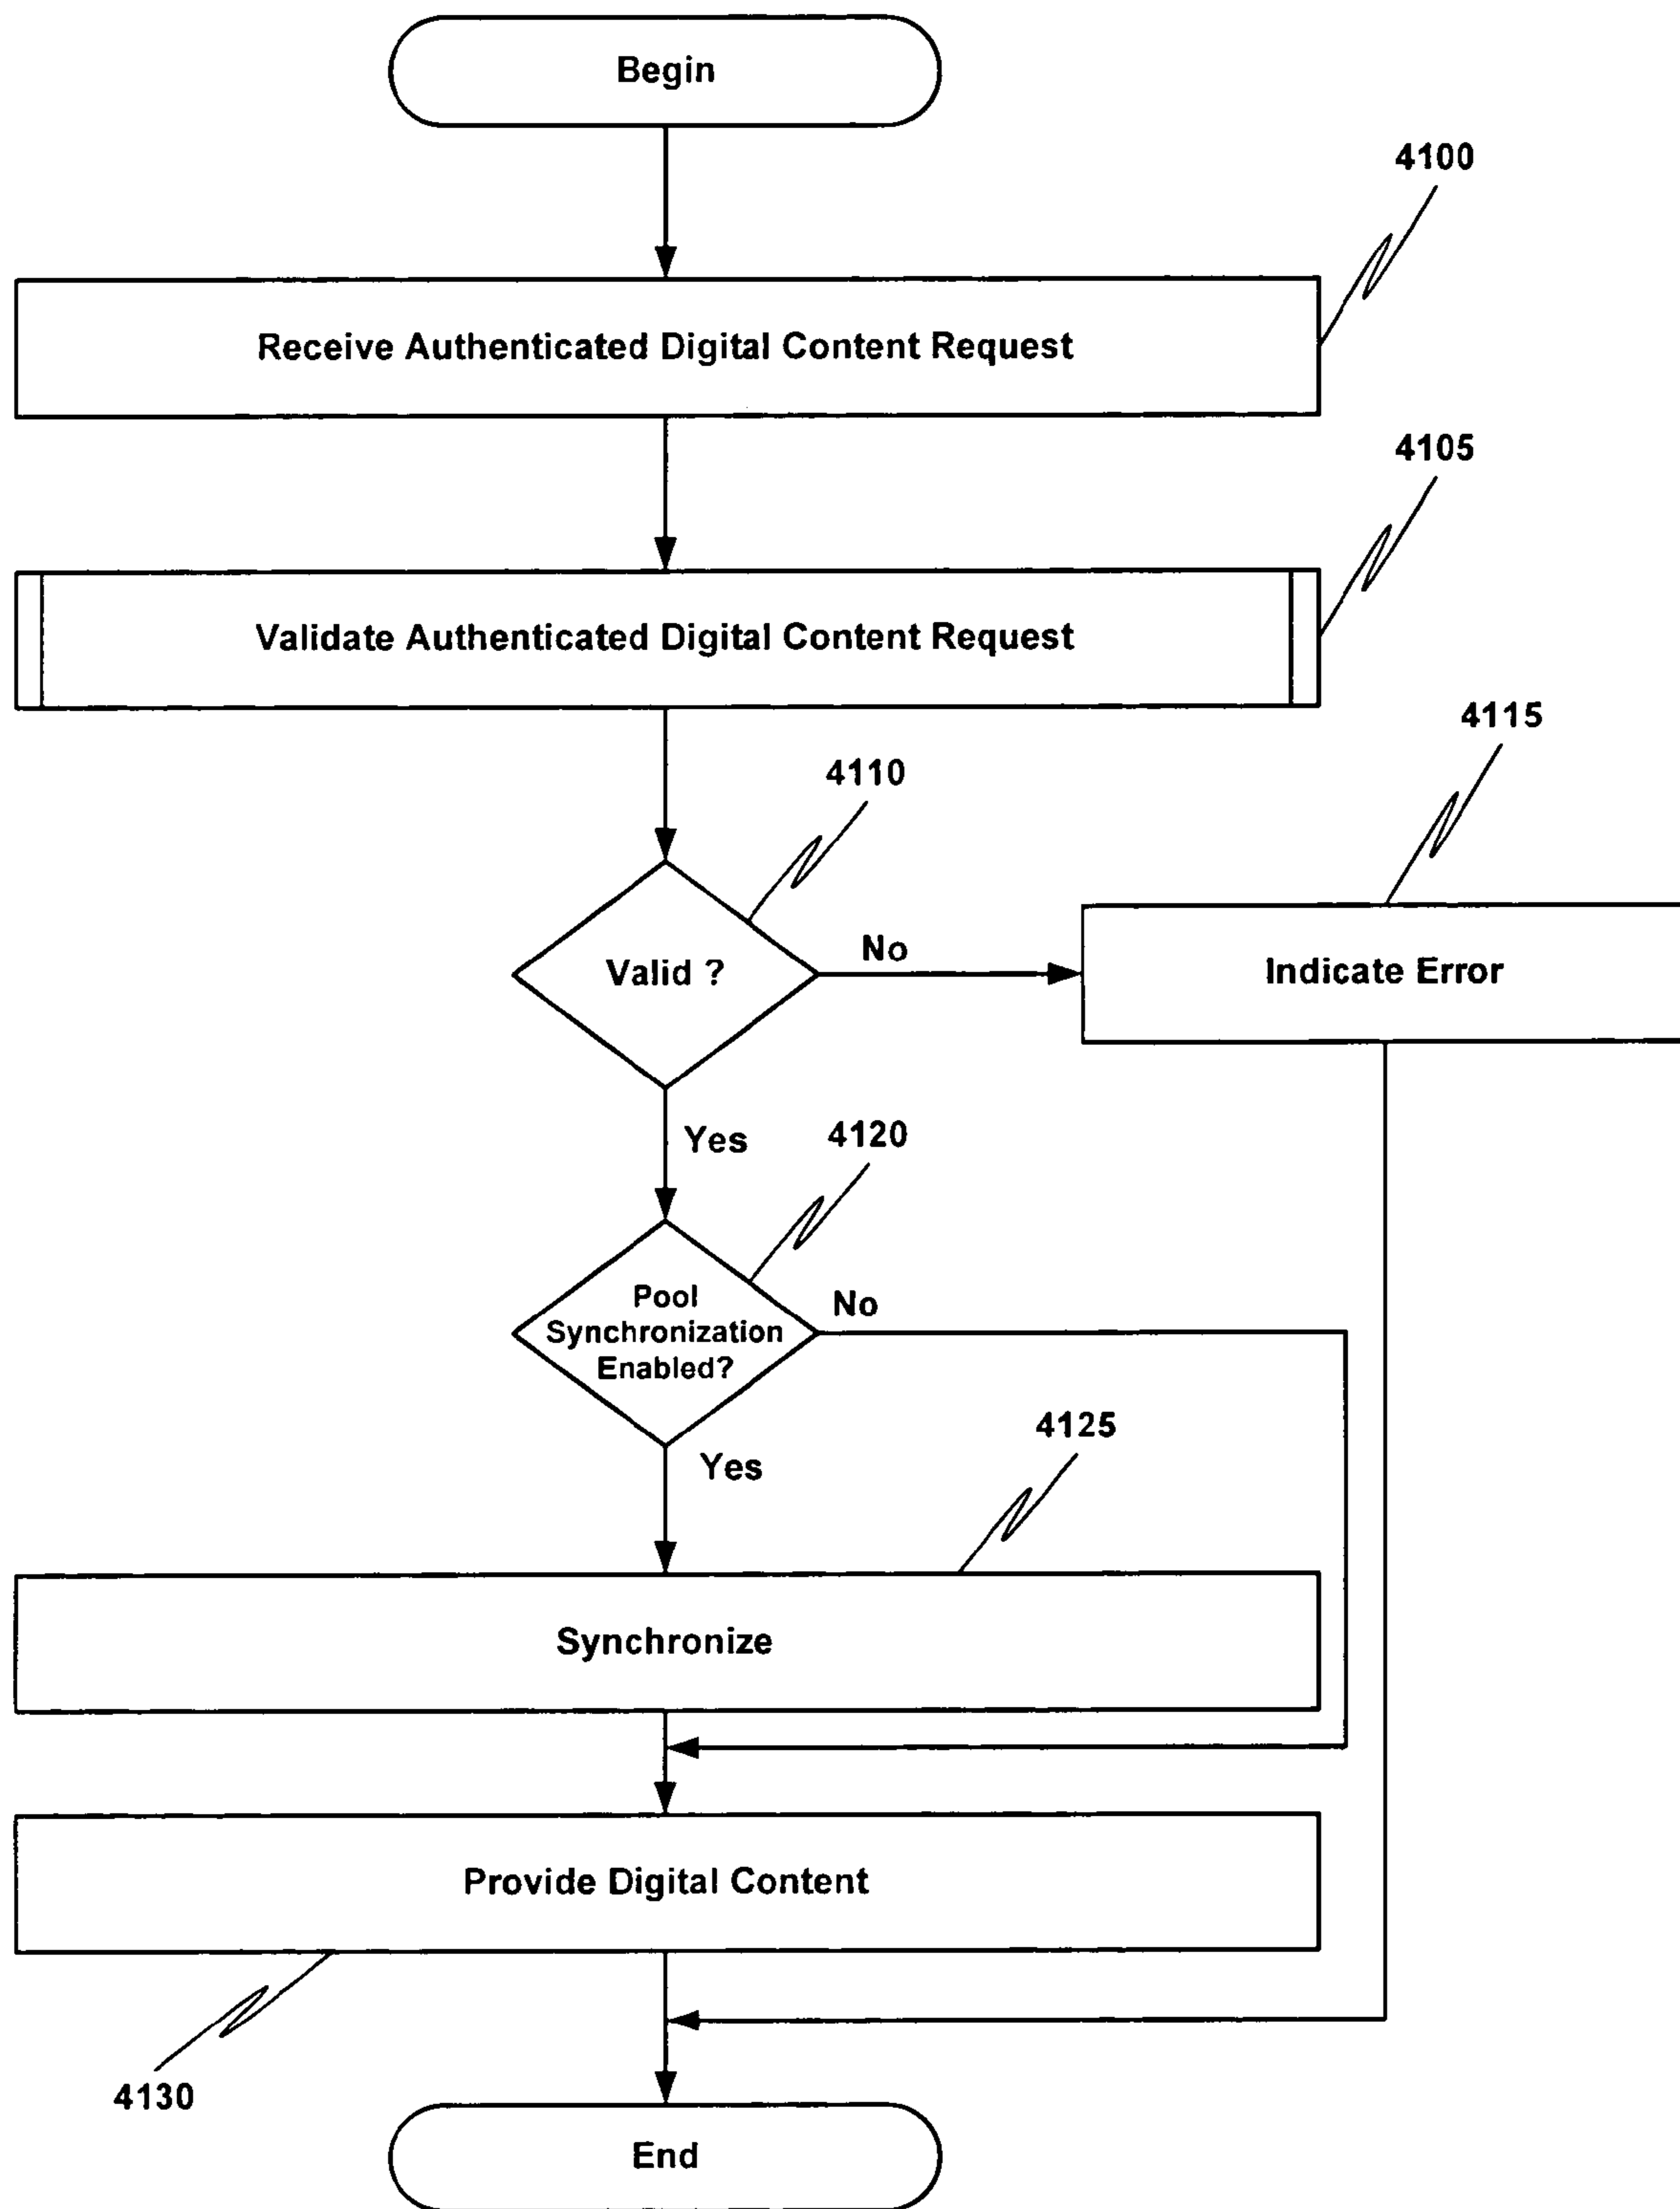 Begin
4100
Receive Authenticated Digital Content Request
4105
Validate Authenticated Digital Content Request
4115
4110
Valid ?
No
Indicate Error
Yes
4120
Pool
Synchronization
Enabled?
No
4125
Yes
Synchronize
Provide Digital Content
4130
End